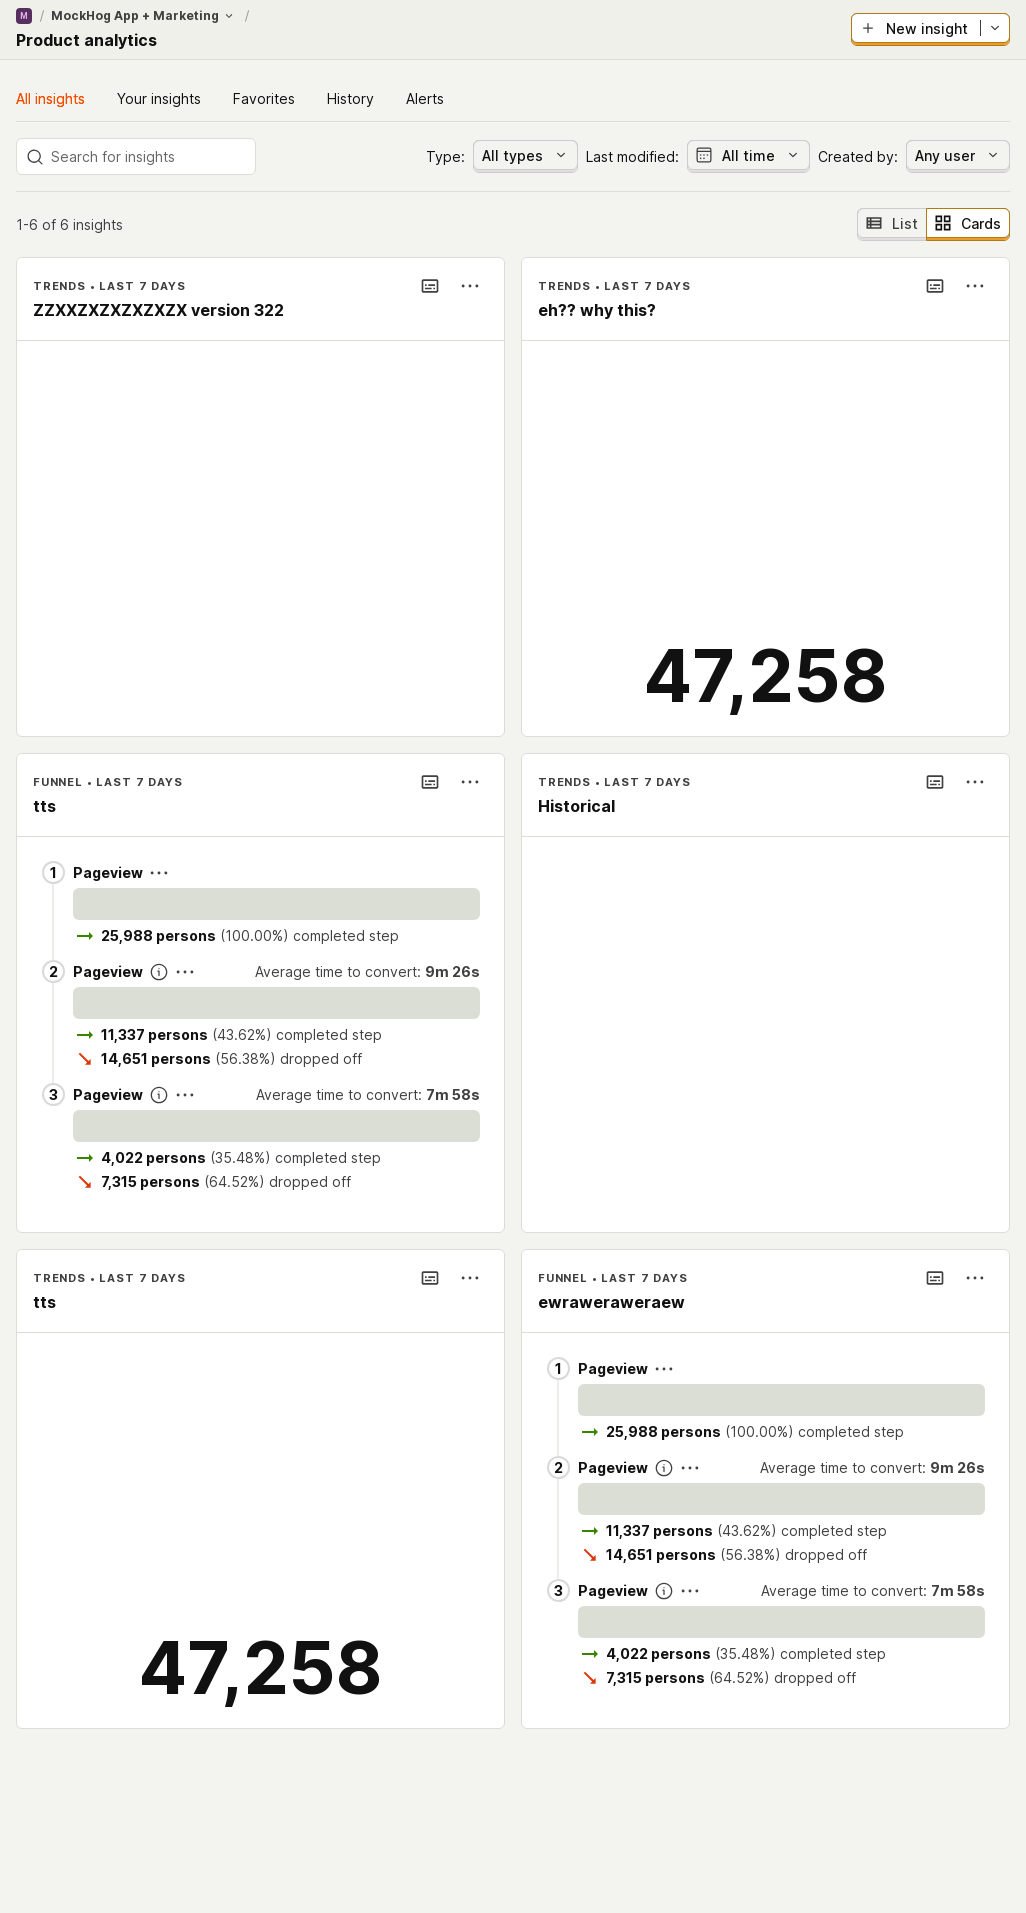 M / MockHog App + Marketing /
Product analytics
New insight
All insights Your insights Favorites History Alerts
Search for insights
Type: All types Last modified: All time Created by: Any user
1-6 of 6 insights
List Cards
TRENDS • LAST 7 DAYS
ZZXXZXZXZXZXZX version 322
TRENDS • LAST 7 DAYS
eh?? why this?
47,258
FUNNEL • LAST 7 DAYS
tts
1 Pageview
25,988 persons (100.00%) completed step
2 Pageview Average time to convert: 9m 26s
11,337 persons (43.62%) completed step
14,651 persons (56.38%) dropped off
3 Pageview Average time to convert: 7m 58s
4,022 persons (35.48%) completed step
7,315 persons (64.52%) dropped off
TRENDS • LAST 7 DAYS
Historical
TRENDS • LAST 7 DAYS
tts
47,258
FUNNEL • LAST 7 DAYS
ewraweraweraew
1 Pageview
25,988 persons (100.00%) completed step
2 Pageview Average time to convert: 9m 26s
11,337 persons (43.62%) completed step
14,651 persons (56.38%) dropped off
3 Pageview Average time to convert: 7m 58s
4,022 persons (35.48%) completed step
7,315 persons (64.52%) dropped off